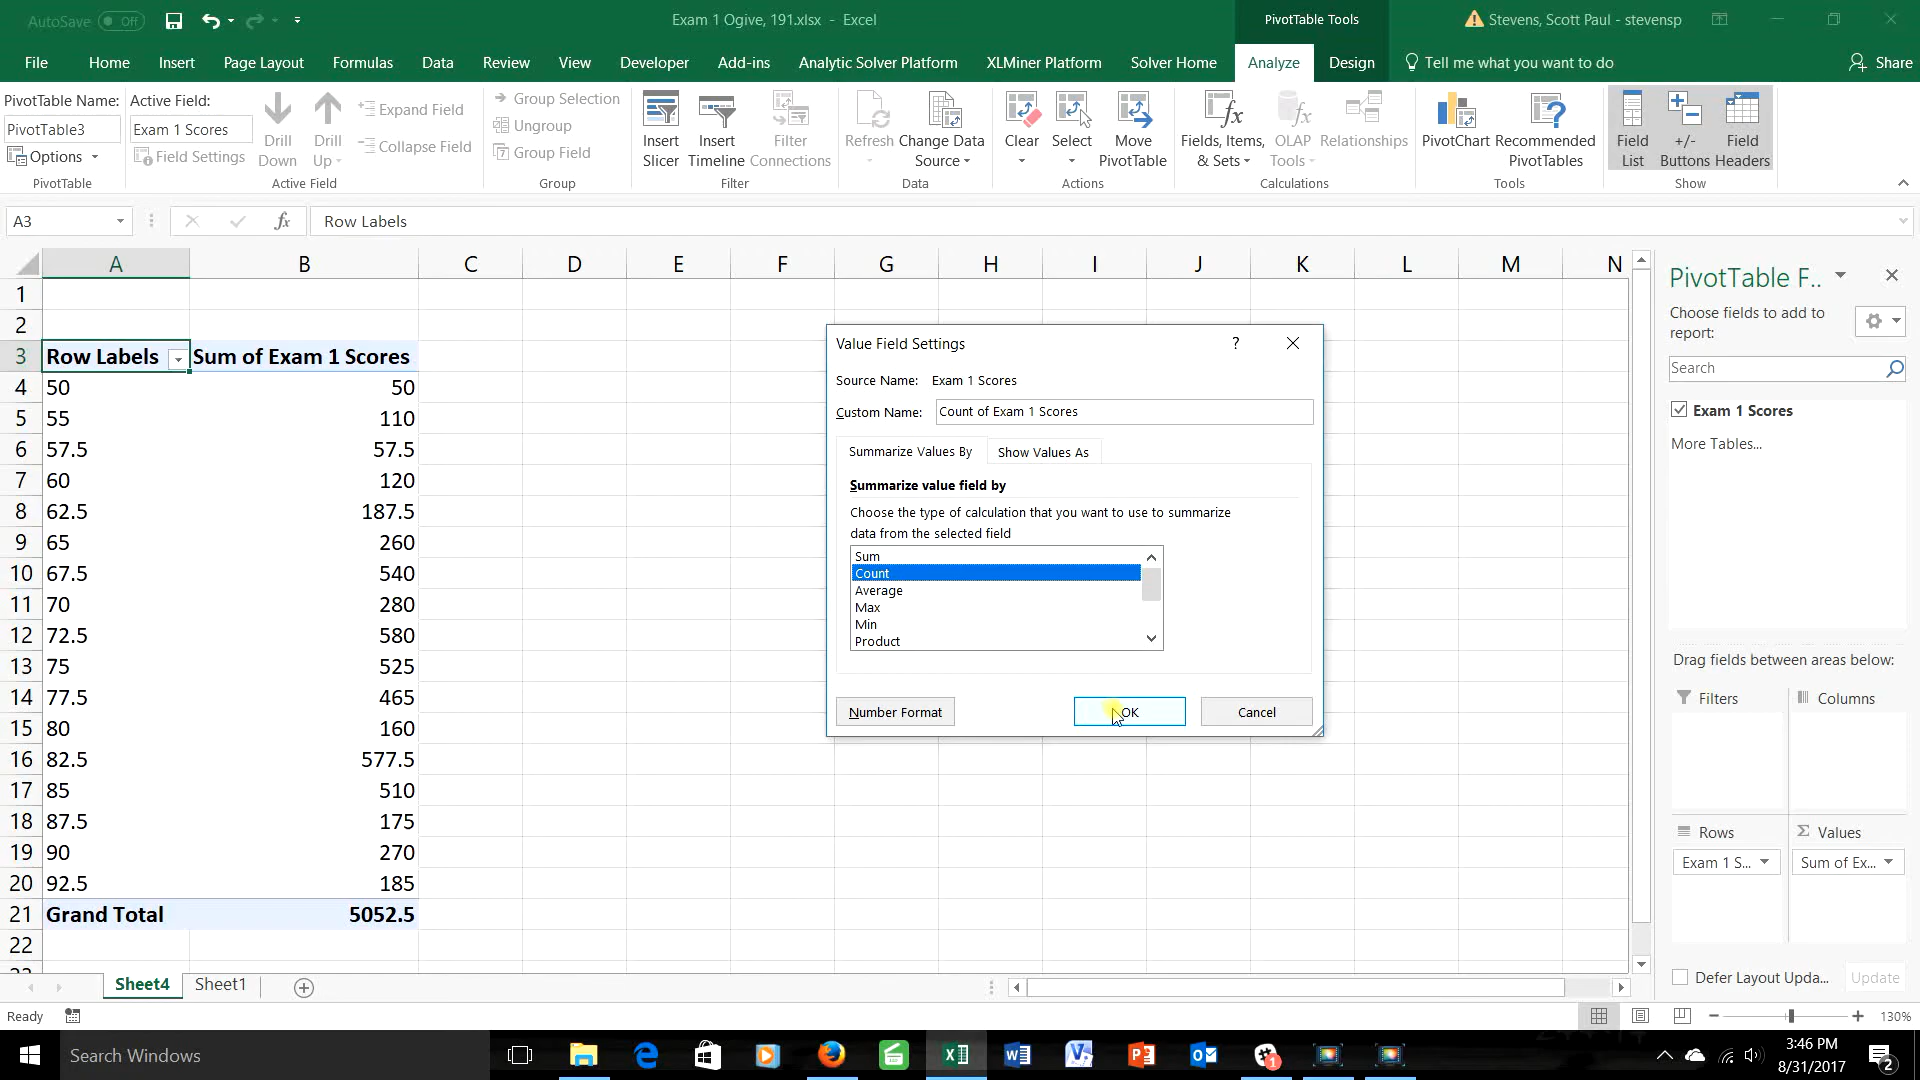 AutoSave Off
Exam 1 Ogive, 191.xlsx - Excel
PivotTable Tools
Stevens, Scott Paul - stevensp
File Home Insert Page Layout Formulas Data Review View Developer Add-ins Analytic Solver Platform XLMiner Platform Solver Home Analyze Design Tell me what you want to do Share
PivotTable Name:
PivotTable3
Options
PivotTable
Active Field:
Exam 1 Scores
Field Settings
Drill Down
Drill Up
Expand Field
Collapse Field
Active Field
Group Selection
Ungroup
Group Field
Group
Insert Slicer
Insert Timeline
Filter Connections
Filter
Refresh
Change Data Source
Data
Clear
Select
Move PivotTable
Actions
Fields, Items, & Sets
OLAP Tools
Relationships
Calculations
PivotChart
Recommended PivotTables
Tools
Field List
+/- Buttons
Field Headers
Show
A3
fx
Row Labels
A B C D E F G H I J K L M N
1
2
3 Row Labels Sum of Exam 1 Scores
4 50 50
5 55 110
6 57.5 57.5
7 60 120
8 62.5 187.5
9 65 260
10 67.5 540
11 70 280
12 72.5 580
13 75 525
14 77.5 465
15 80 160
16 82.5 577.5
17 85 510
18 87.5 175
19 90 270
20 92.5 185
21 Grand Total 5052.5
22
Value Field Settings
?
Source Name: Exam 1 Scores
Custom Name: Count of Exam 1 Scores
Summarize Values By
Show Values As
Summarize value field by
Choose the type of calculation that you want to use to summarize
data from the selected field
Sum
Count
Average
Max
Min
Product
Number Format
OK
Cancel
PivotTable F..
Choose fields to add to
report:
Search
Exam 1 Scores
More Tables...
Drag fields between areas below:
Filters
Columns
Rows
Values
Exam 1 S...
Sum of Ex...
Defer Layout Upda...
Update
Sheet4
Sheet1
Ready
130%
Search Windows
1
3:46 PM
8/31/2017
2